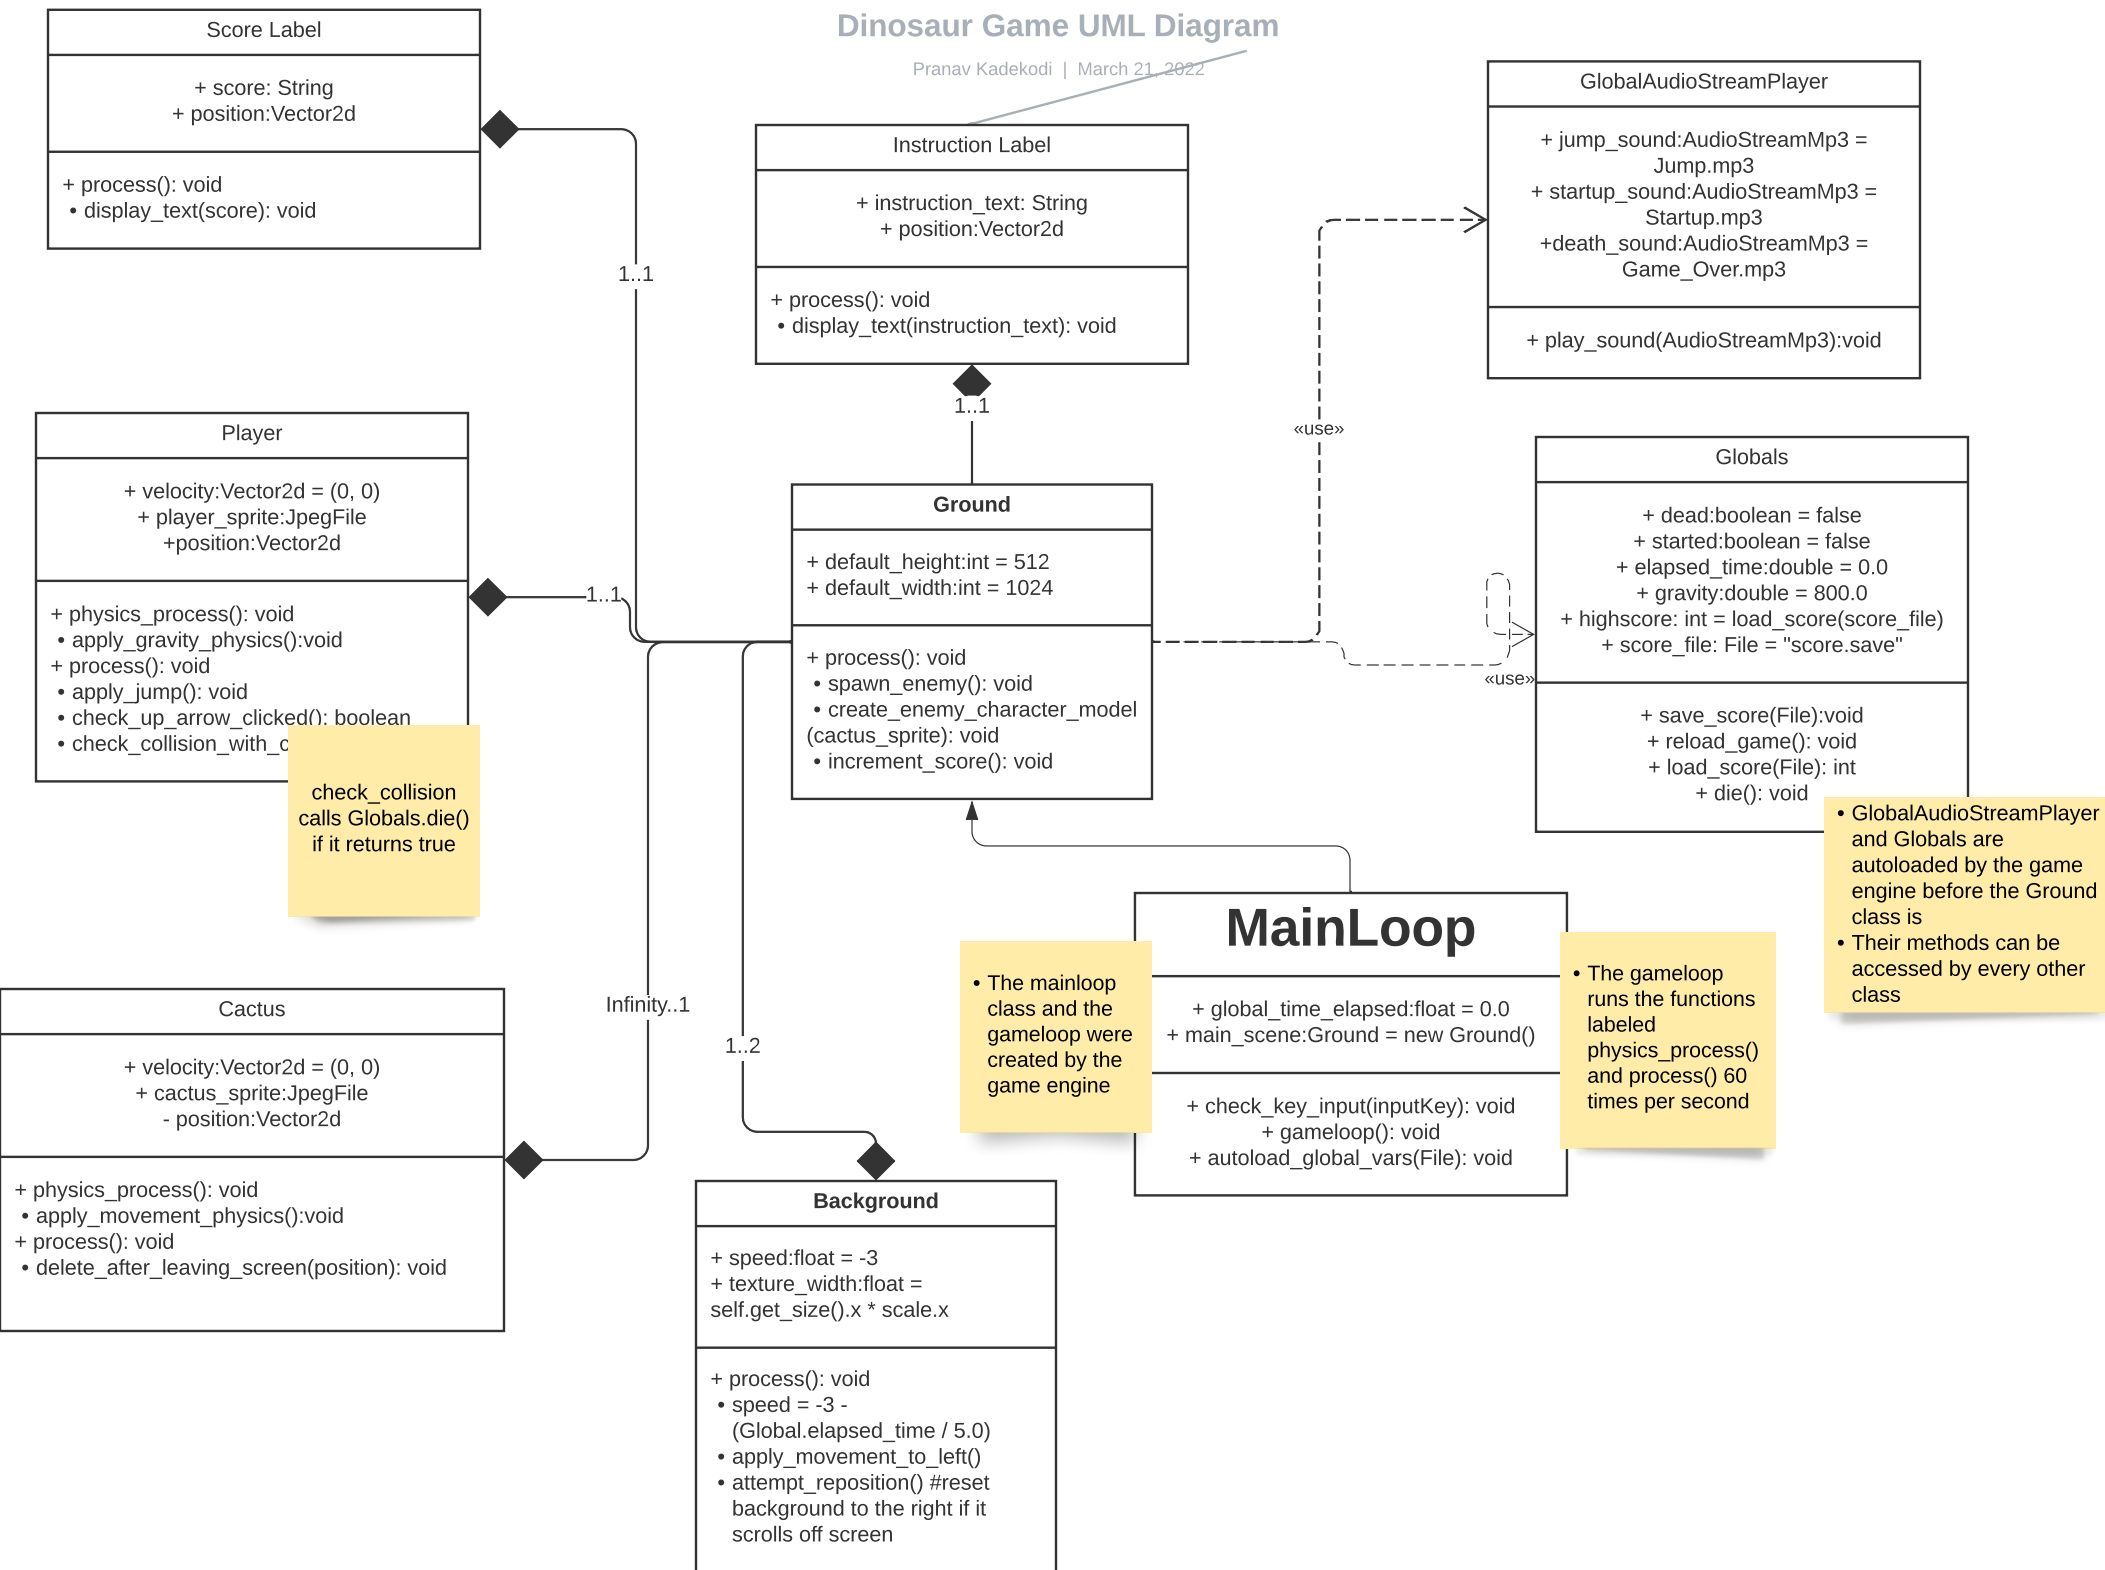 Dinosaur Game UML Diagram
Pranav Kadekodi | March 21, 2022
Score Label
+ score: String
+ position:Vector2d
+ process(): void
• display_text(score): void
1..1
Instruction Label
+ instruction_text: String
+ position:Vector2d
+ process(): void
• display_text(instruction_text): void
1..1
GlobalAudioStreamPlayer
+ jump_sound:AudioStreamMp3 =
Jump.mp3
+ startup_sound:AudioStreamMp3 =
Startup.mp3
+death_sound:AudioStreamMp3 =
Game_Over.mp3
+ play_sound(AudioStreamMp3):void
«use»
Player
+ velocity:Vector2d = (0, 0)
+ player_sprite:JpegFile
+position:Vector2d
+ physics_process(): void
• apply_gravity_physics():void
+ process(): void
• apply_jump(): void
• check_up_arrow_clicked(): boolean
• check_collision_with_c
check_collision
calls Globals.die()
if it returns true
1..1
Ground
+ default_height:int = 512
+ default_width:int = 1024
+ process(): void
• spawn_enemy(): void
• create_enemy_character_model
(cactus_sprite): void
• increment_score(): void
Globals
+ dead:boolean = false
+ started:boolean = false
+ elapsed_time:double = 0.0
+ gravity:double = 800.0
+ highscore: int = load_score(score_file)
+ score_file: File = "score.save"
«use»
+ save_score(File):void
+ reload_game(): void
+ load_score(File): int
+ die(): void
• GlobalAudioStreamPlayer
and Globals are
autoloaded by the game
engine before the Ground
class is
• Their methods can be
accessed by every other
class
MainLoop
+ global_time_elapsed:float = 0.0
+ main_scene:Ground = new Ground()
+ check_key_input(inputKey): void
+ gameloop(): void
+ autoload_global_vars(File): void
• The mainloop
class and the
gameloop were
created by the
game engine
• The gameloop
runs the functions
labeled
physics_process()
and process() 60
times per second
Cactus
+ velocity:Vector2d = (0, 0)
+ cactus_sprite:JpegFile
- position:Vector2d
+ physics_process(): void
• apply_movement_physics():void
+ process(): void
• delete_after_leaving_screen(position): void
Infinity..1
1..2
Background
+ speed:float = -3
+ texture_width:float =
self.get_size().x * scale.x
+ process(): void
• speed = -3 -
(Global.elapsed_time / 5.0)
• apply_movement_to_left()
• attempt_reposition() #reset
background to the right if it
scrolls off screen